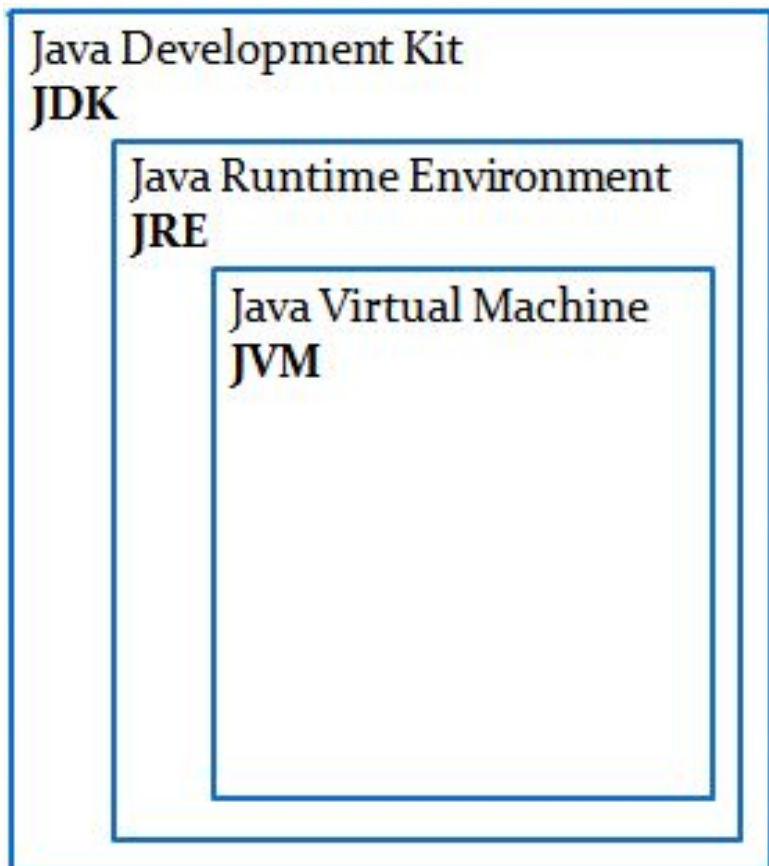 Java Development Kit
JDK
Java Runtime Environment
JRE
Java Virtual Machine
JVM